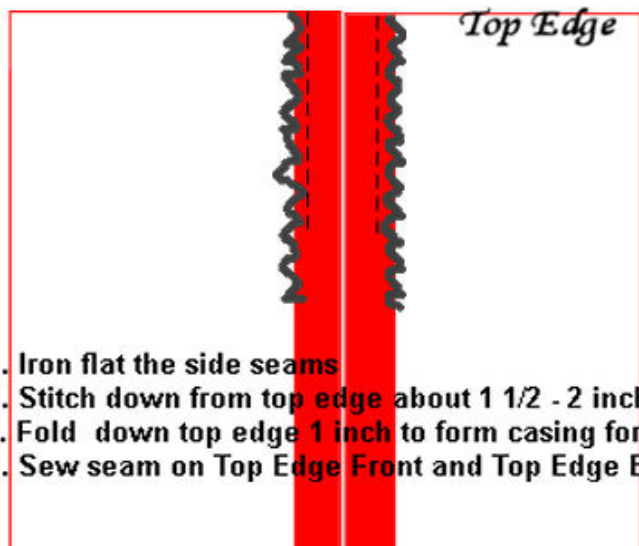 Top Edge
. Iron flat the side seams
. Stitch down from top edge about 1 1/2 - 2 inch
. Fold down top edge 1 inch to form casing for
. Sew seam on Top Edge Front and Top Edge